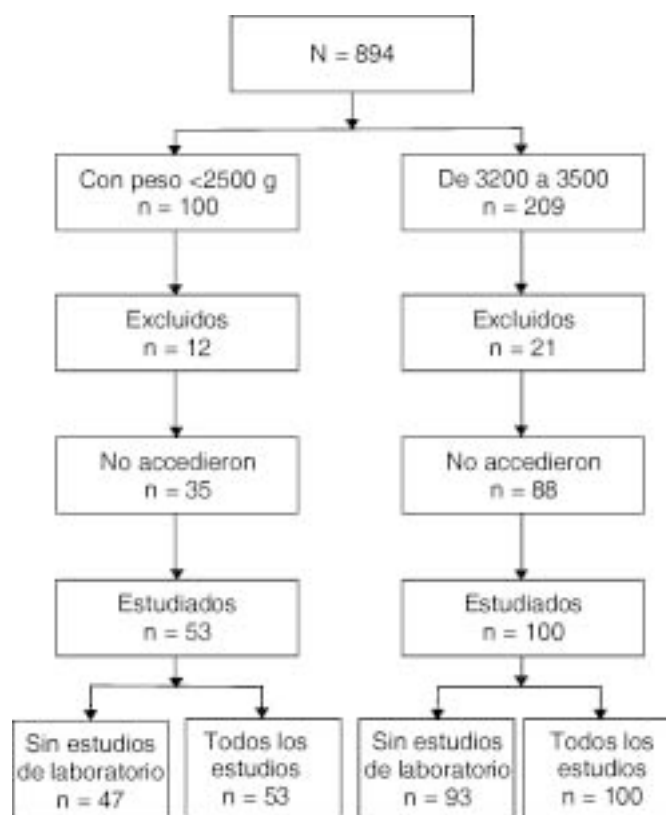 N = 894
Con peso <2500 g
n = 100
De 3200 a 3500
n = 209
Excluidos
n = 12
Excluidos
n = 21
No accedieron
n = 35
No accedieron
n = 88
Estudiados
n = 53
Estudiados
n = 100
Sin estudios
de laboratorio
n = 47
Todos los
estudios
n = 53
Sin estudios
de laboratorio
n = 93
Todos los
estudios
n = 100